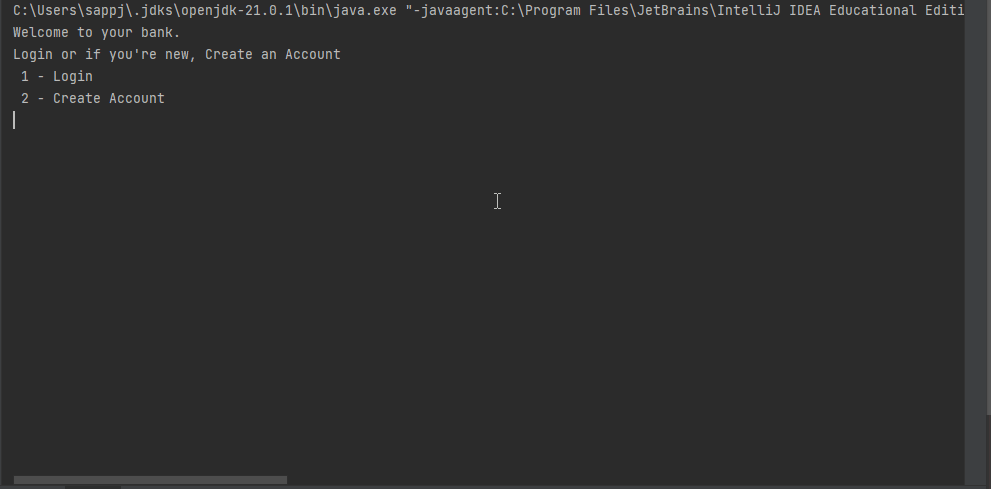 C:\Users\sappj\.jdks\openjdk-21.0.1\bin\java.exe "-javaagent:C:\Program Files\JetBrains\IntelliJ IDEA Educational Editi
Welcome to your bank.
Login or if you're new, Create an Account
 1 - Login
 2 - Create Account